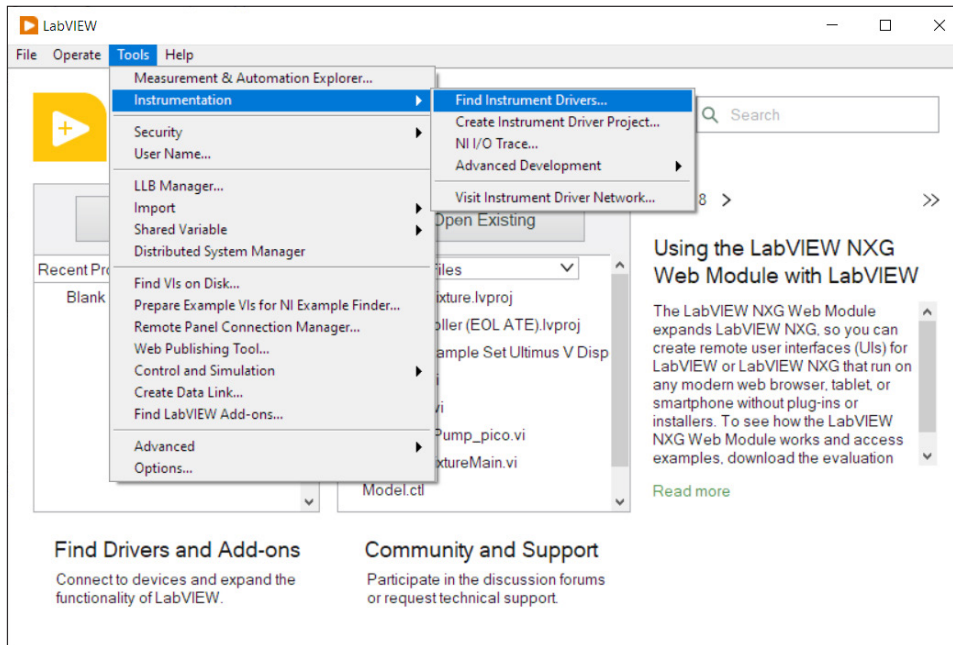 LabVIEW
File Operate Tools Help
Measurement & Automation Explorer...
Instrumentation
Security
User Name...
LLB Manager...
Import
Shared Variable
Distributed System Manager
Find VIs on Disk...
Prepare Example VIs for NI Example Finder...
Remote Panel Connection Manager...
Web Publishing Tool...
Control and Simulation
Create Data Link...
Find LabVIEW Add-ons...
Advanced
Options...
Find Instrument Drivers...
Create Instrument Driver Project...
NI I/O Trace...
Advanced Development
Visit Instrument Driver Network...
Search
8
Open Existing
Recent
Blank
.lvproj
(EOL ATE).lvproj
Set Ultimus V Disp
Pump_pico.vi
Model.ctl
Using the LabVIEW NXG
Web Module with LabVIEW
The LabVIEW NXG Web Module
expands LabVIEW NXG, so you can
create remote user interfaces (UIs) for
LabVIEW or LabVIEW NXG that run on
any modern web browser, tablet, or
smartphone without plug-ins or
installers. To see how the LabVIEW
NXG Web Module works and access
examples, download the evaluation
Read more
Find Drivers and Add-ons
Connect to devices and expand the
functionality of LabVIEW.
Community and Support
Participate in the discussion forums
or request technical support.